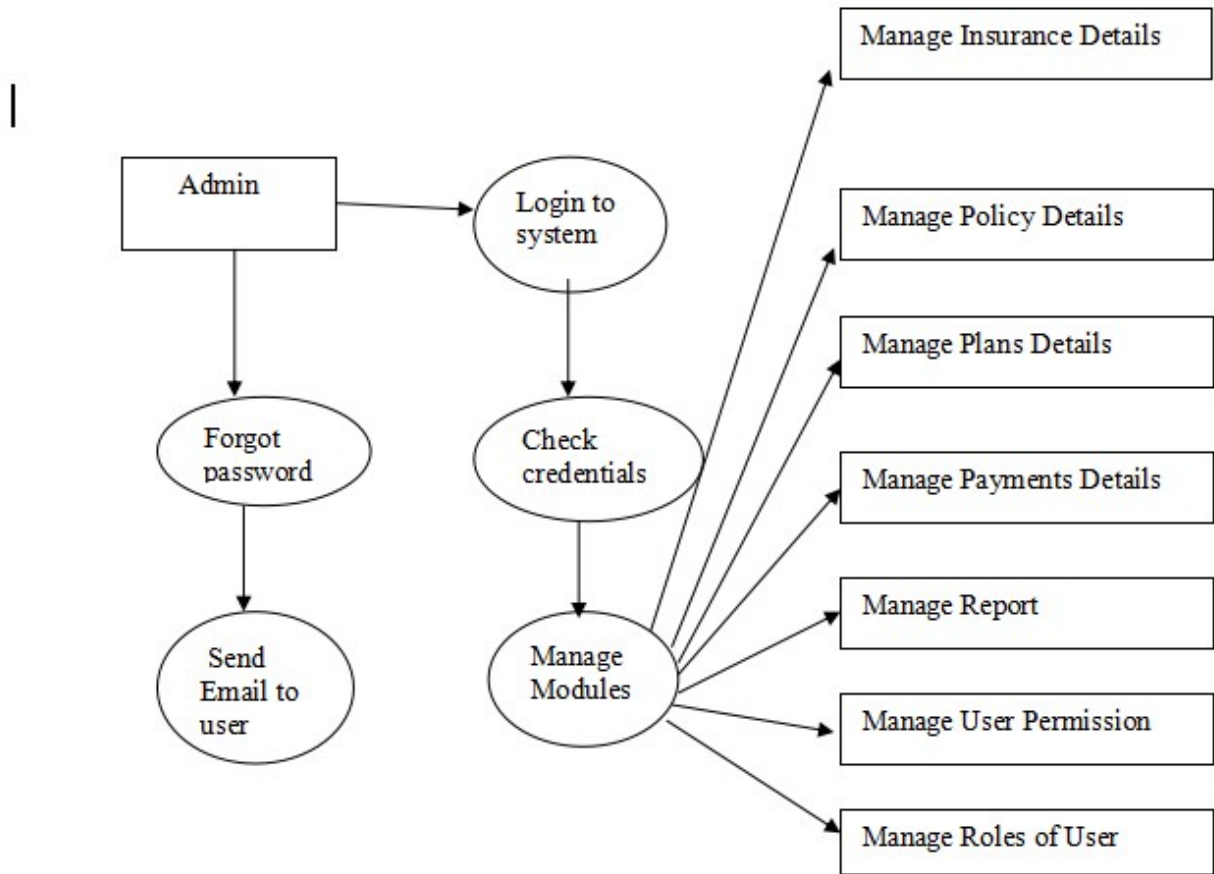 Manage Insurance Details
Admin
Login to
system
Manage Policy Details
Manage Plans Details
Forgot
password
Check
credentials
Manage Payments Details
Manage Report
Send
Email to
user
Manage
Modules
Manage User Permission
Manage Roles of User